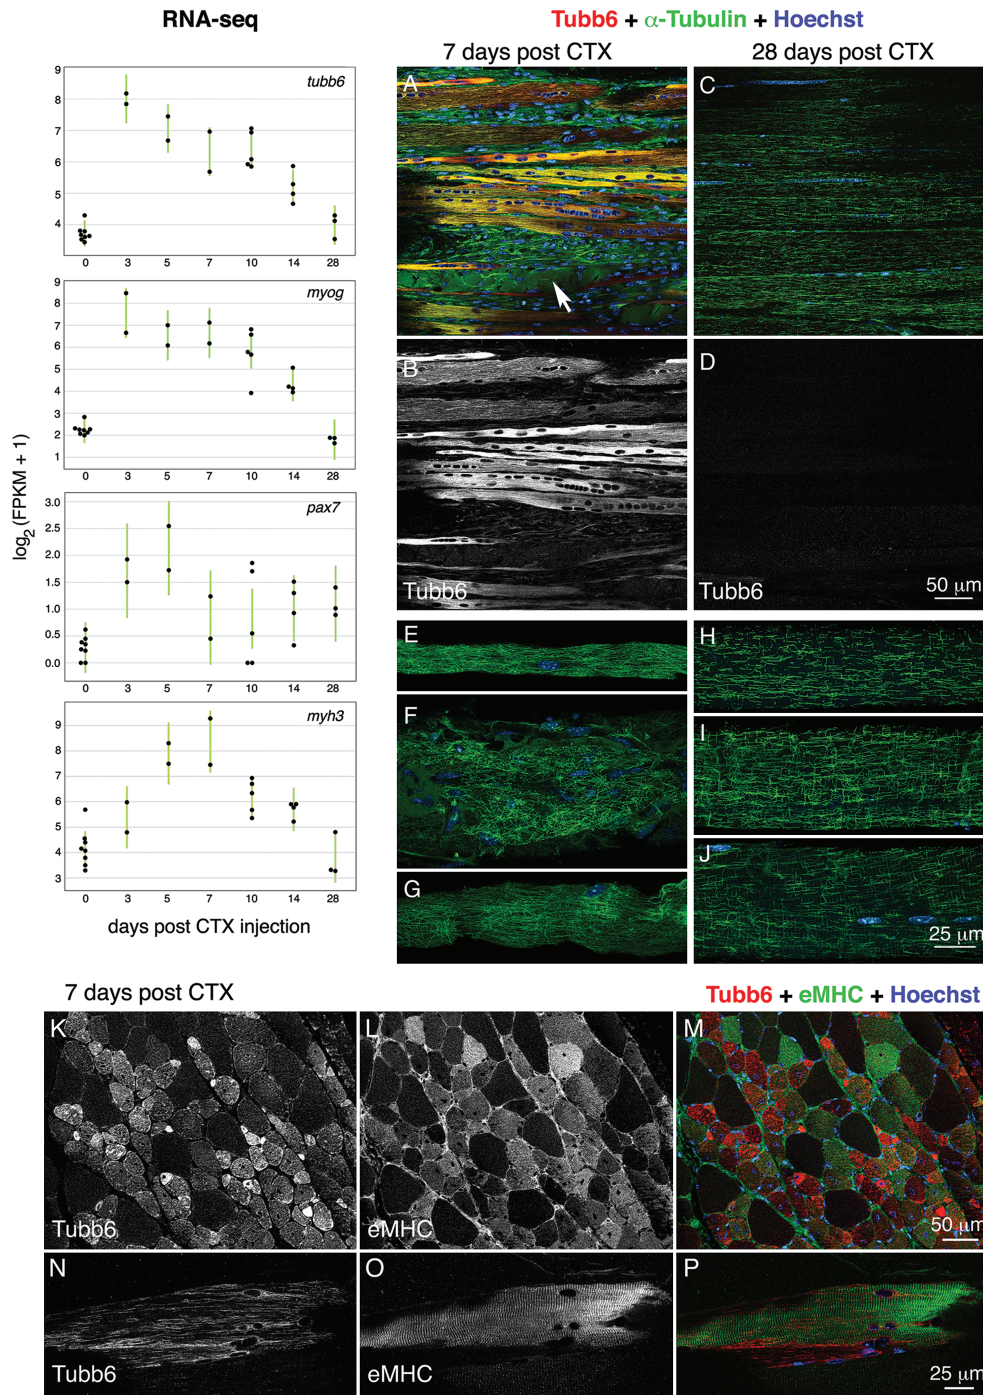 RNA-seq
Tubb6 + α-Tubulin + Hoechst
7 days post CTX
28 days post CTX
log2(FPKM + 1)
tubb6
9
8
7
6
5
4
0 3 5 7 10 14 28
myog
9
8
7
6
5
4
3
2
1
0 3 5 7 10 14 28
pax7
3.0
2.5
2.0
1.5
1.0
0.5
0.0
0 3 5 7 10 14 28
myh3
9
8
7
6
5
4
3
0 3 5 7 10 14 28
days post CTX injection
A
C
B
Tubb6
D
Tubb6
50 µm
E
F
G
H
I
J
25 µm
7 days post CTX
Tubb6 + eMHC + Hoechst
K
Tubb6
L
eMHC
M
50 µm
N
Tubb6
O
eMHC
P
25 µm